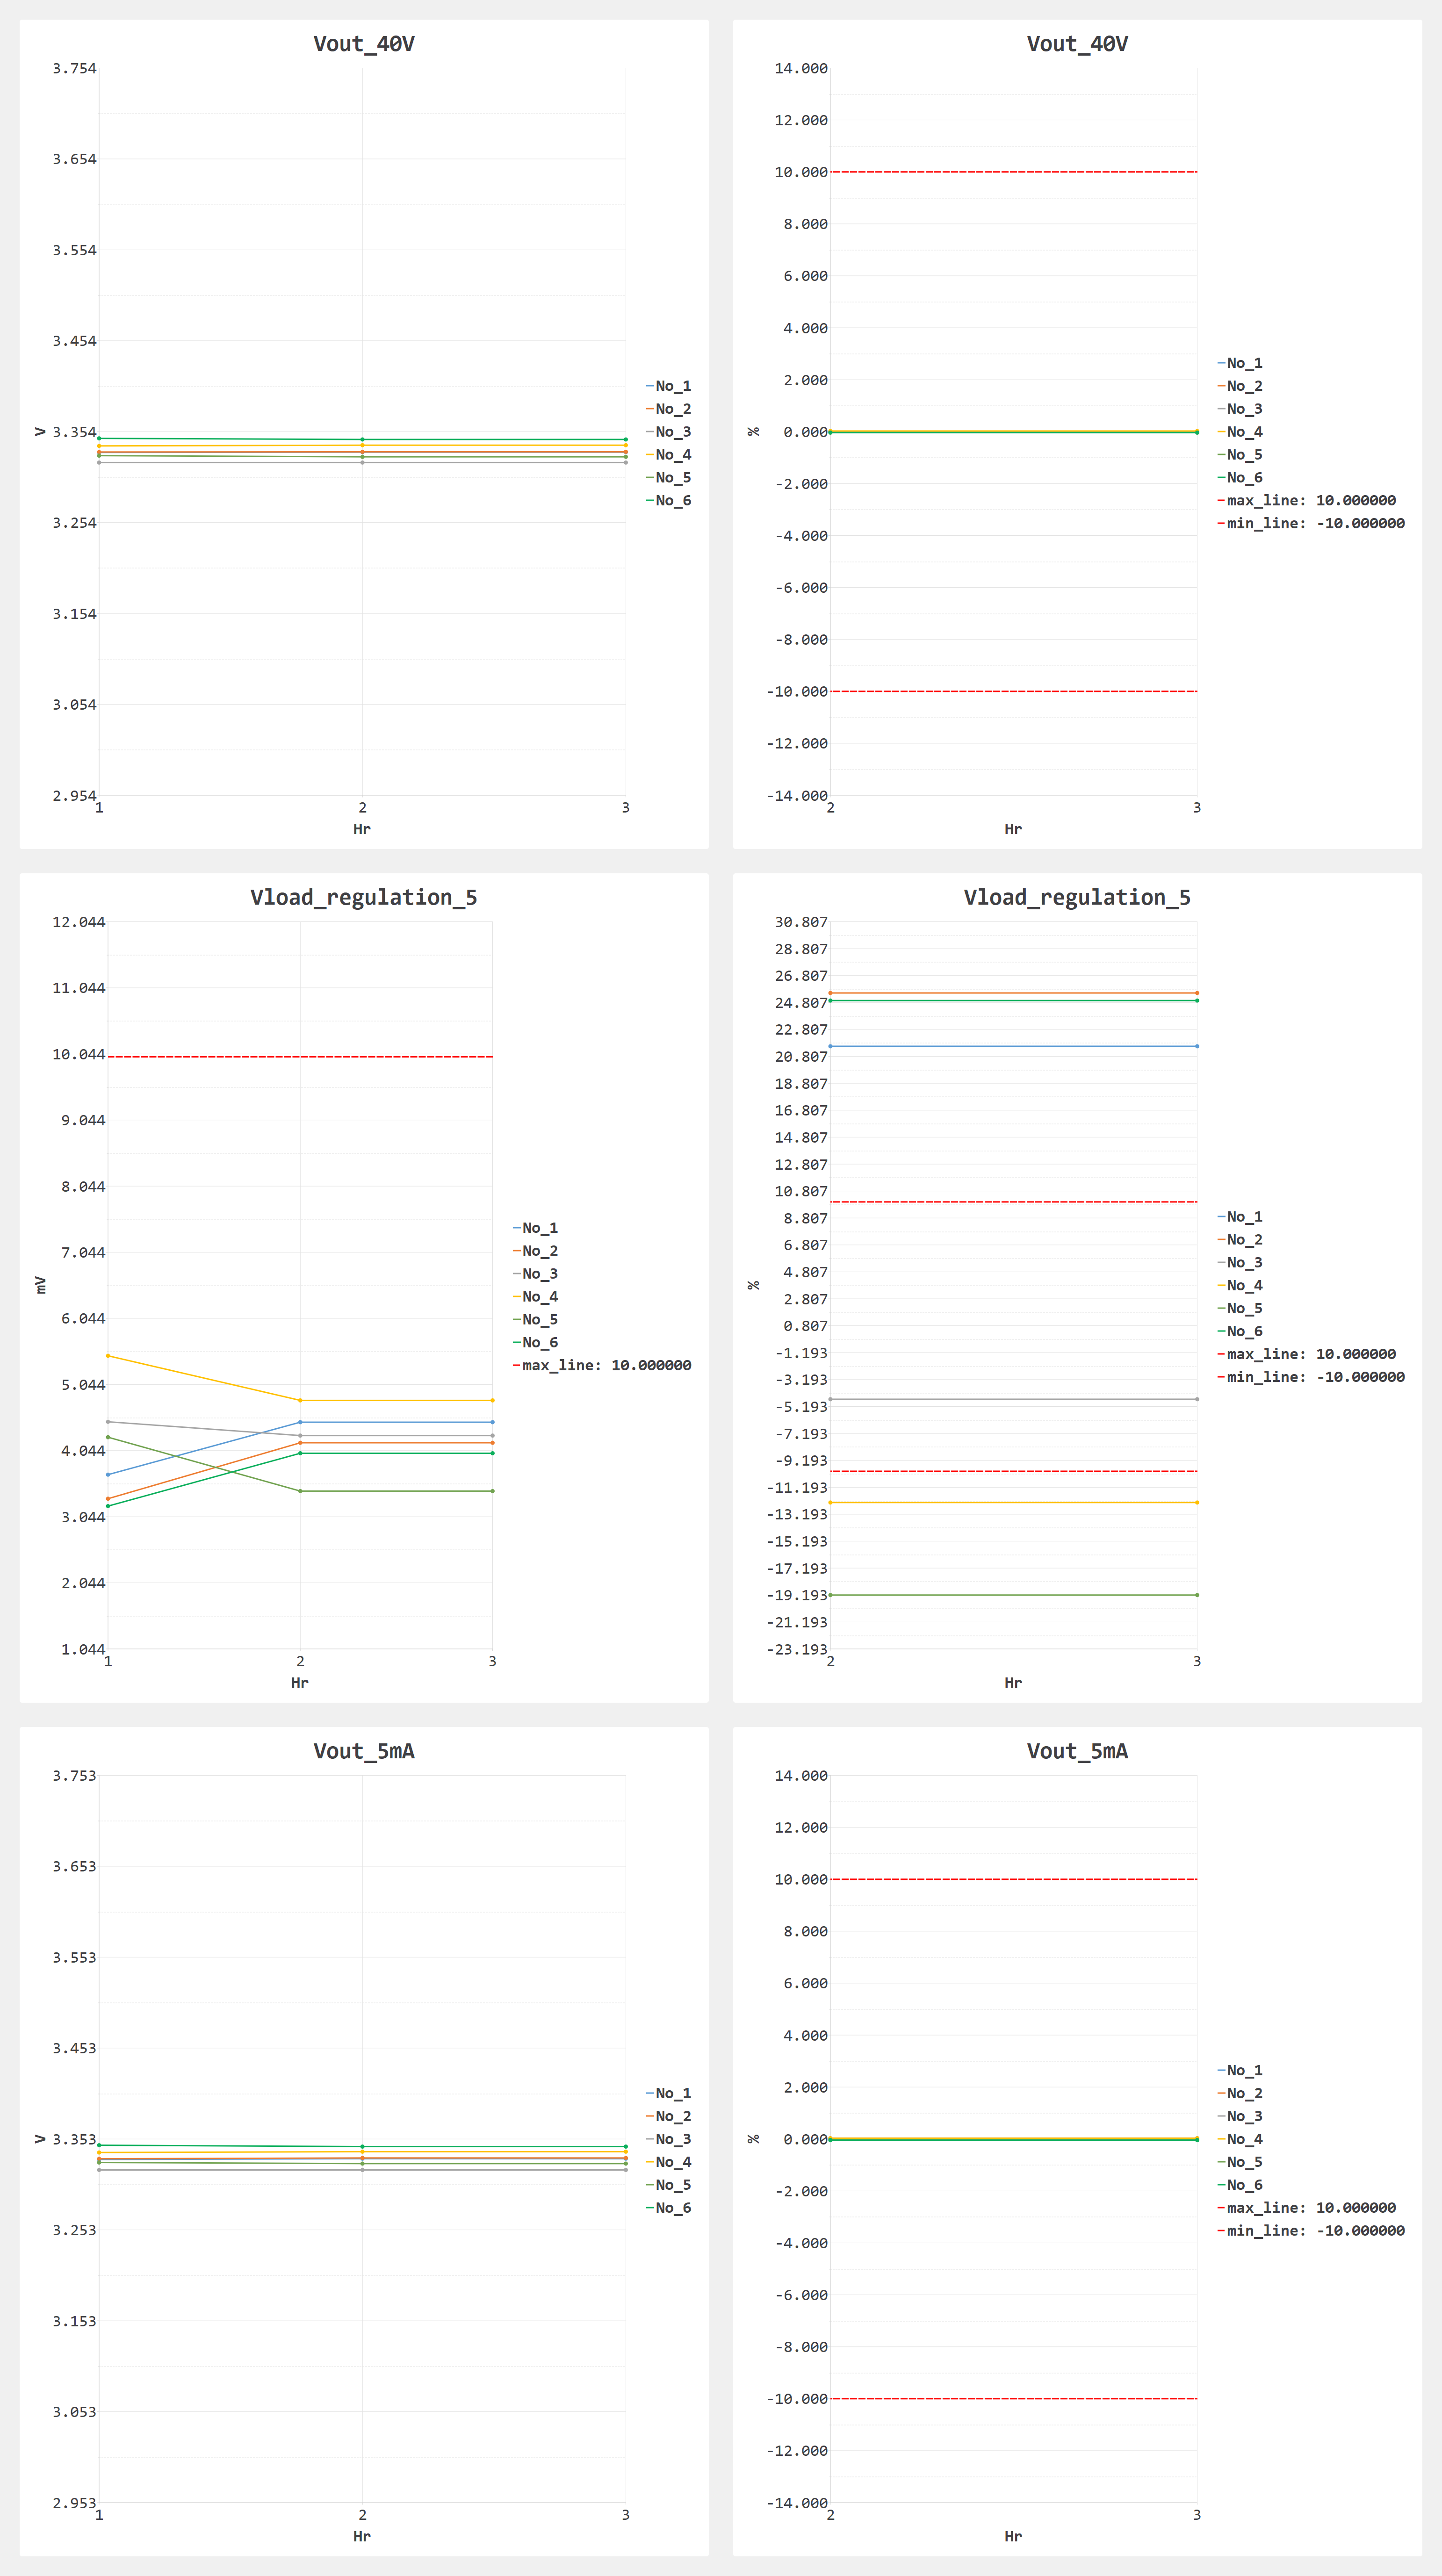 Vout_40V
3.754
3.654
3.554
3.454
3.354
3.254
3.154
3.054
2.954
V
1 2 3
Hr
No_1
No_2
No_3
No_4
No_5
No_6
Vout_40V
14.000
12.000
10.000
8.000
6.000
4.000
2.000
0.000
-2.000
-4.000
-6.000
-8.000
-10.000
-12.000
-14.000
%
2 3
Hr
No_1
No_2
No_3
No_4
No_5
No_6
max_line: 10.000000
min_line: -10.000000
Vload_regulation_5
12.044
11.044
10.044
9.044
8.044
7.044
6.044
5.044
4.044
3.044
2.044
1.044
mV
1 2 3
Hr
No_1
No_2
No_3
No_4
No_5
No_6
max_line: 10.000000
Vload_regulation_5
30.807
28.807
26.807
24.807
22.807
20.807
18.807
16.807
14.807
12.807
10.807
8.807
6.807
4.807
2.807
0.807
-1.193
-3.193
-5.193
-7.193
-9.193
-11.193
-13.193
-15.193
-17.193
-19.193
-21.193
-23.193
%
2 3
Hr
No_1
No_2
No_3
No_4
No_5
No_6
max_line: 10.000000
min_line: -10.000000
Vout_5mA
3.753
3.653
3.553
3.453
3.353
3.253
3.153
3.053
2.953
V
1 2 3
Hr
No_1
No_2
No_3
No_4
No_5
No_6
Vout_5mA
14.000
12.000
10.000
8.000
6.000
4.000
2.000
0.000
-2.000
-4.000
-6.000
-8.000
-10.000
-12.000
-14.000
%
2 3
Hr
No_1
No_2
No_3
No_4
No_5
No_6
max_line: 10.000000
min_line: -10.000000